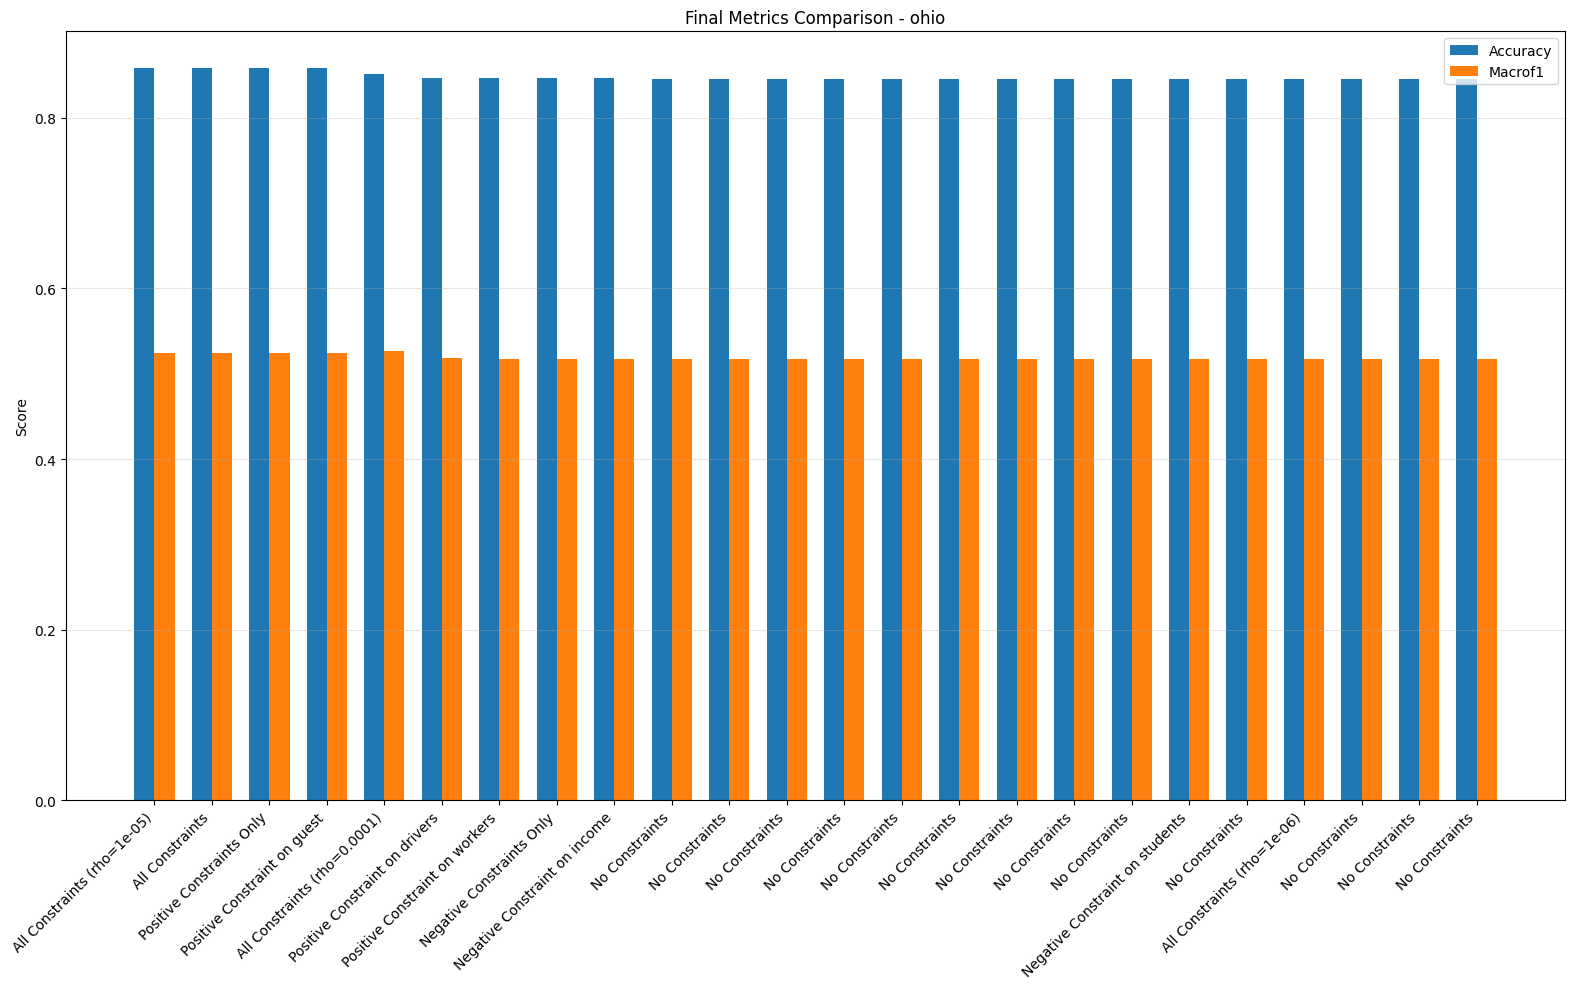 Final Metrics Comparison - ohio
Accuracy
Macrof1
Score
0.8
0.6
0.4
0.2
0.0
All Constraints (rho=1e-05)
All Constraints
Positive Constraints Only
Positive Constraint on guest
All Constraints (rho=0.0001)
Positive Constraint on drivers
Positive Constraint on workers
Negative Constraints Only
Negative Constraint on income
No Constraints
No Constraints
No Constraints
No Constraints
No Constraints
No Constraints
No Constraints
No Constraints
No Constraints
Negative Constraint on students
No Constraints
All Constraints (rho=1e-06)
No Constraints
No Constraints
No Constraints